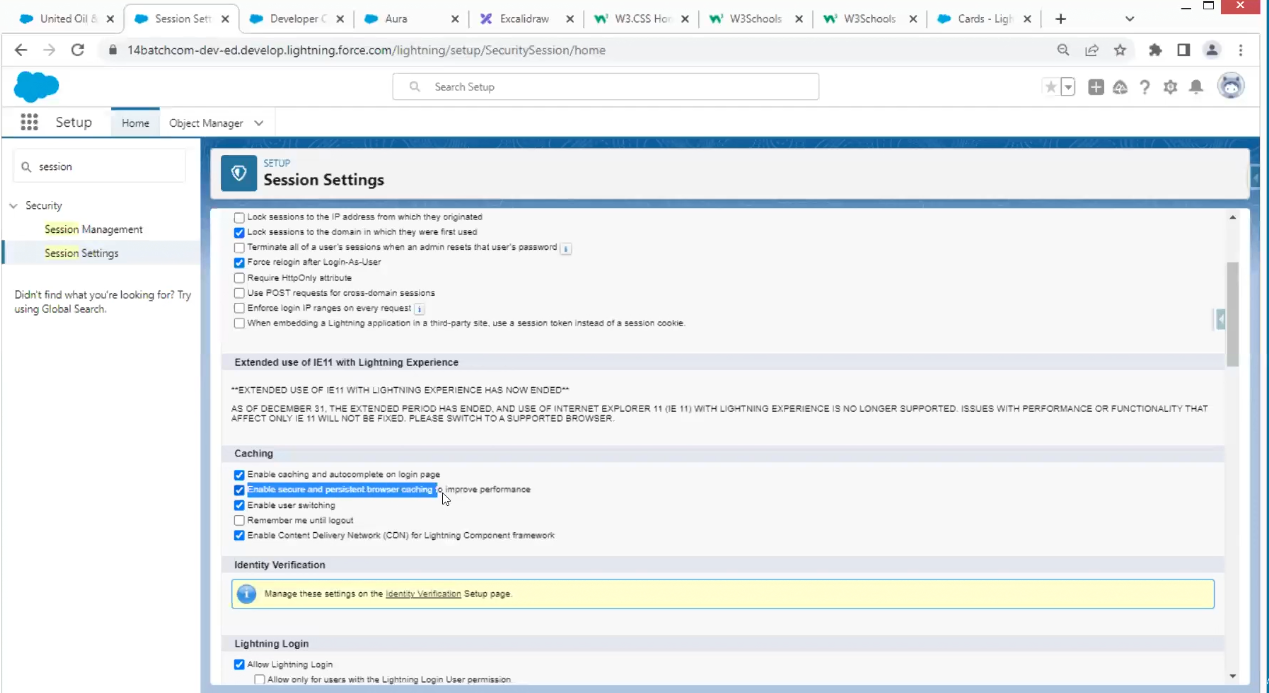 United Oil &
Session Sett
Developer C
Aura
Excalidraw
W3.CSS Hom
W3Schools
W3Schools
Cards - Ligh
14batchcom-dev-ed.develop.lightning.force.com/lightning/setup/SecuritySession/home
Search Setup
Setup
Home
Object Manager
session
SETUP
Session Settings
Security
Session Management
Session Settings
Didn't find what you're looking for? Try
using Global Search.
Lock sessions to the IP address from which they originated
Lock sessions to the domain in which they were first used
Terminate all of a user's sessions when an admin resets that user's password
Force relogin after Login-As-User
Require HttpOnly attribute
Use POST requests for cross-domain sessions
Enforce login IP ranges on every request
When embedding a Lightning application in a third-party site, use a session token instead of a session cookie.
Extended use of IE11 with Lightning Experience
**EXTENDED USE OF IE11 WITH LIGHTNING EXPERIENCE HAS NOW ENDED**
AS OF DECEMBER 31, THE EXTENDED PERIOD HAS ENDED, AND USE OF INTERNET EXPLORER 11 (IE 11) WITH LIGHTNING EXPERIENCE IS NO LONGER SUPPORTED. ISSUES WITH PERFORMANCE OR FUNCTIONALITY THAT
AFFECT ONLY IE 11 WILL NOT BE FIXED. PLEASE SWITCH TO A SUPPORTED BROWSER.
Caching
Enable caching and autocomplete on login page
Enable secure and persistent browser caching to improve performance
Enable user switching
Remember me until logout
Enable Content Delivery Network (CDN) for Lightning Component framework
Identity Verification
Manage these settings on the Identity Verification Setup page.
Lightning Login
Allow Lightning Login
Allow only for users with the Lightning Login User permission